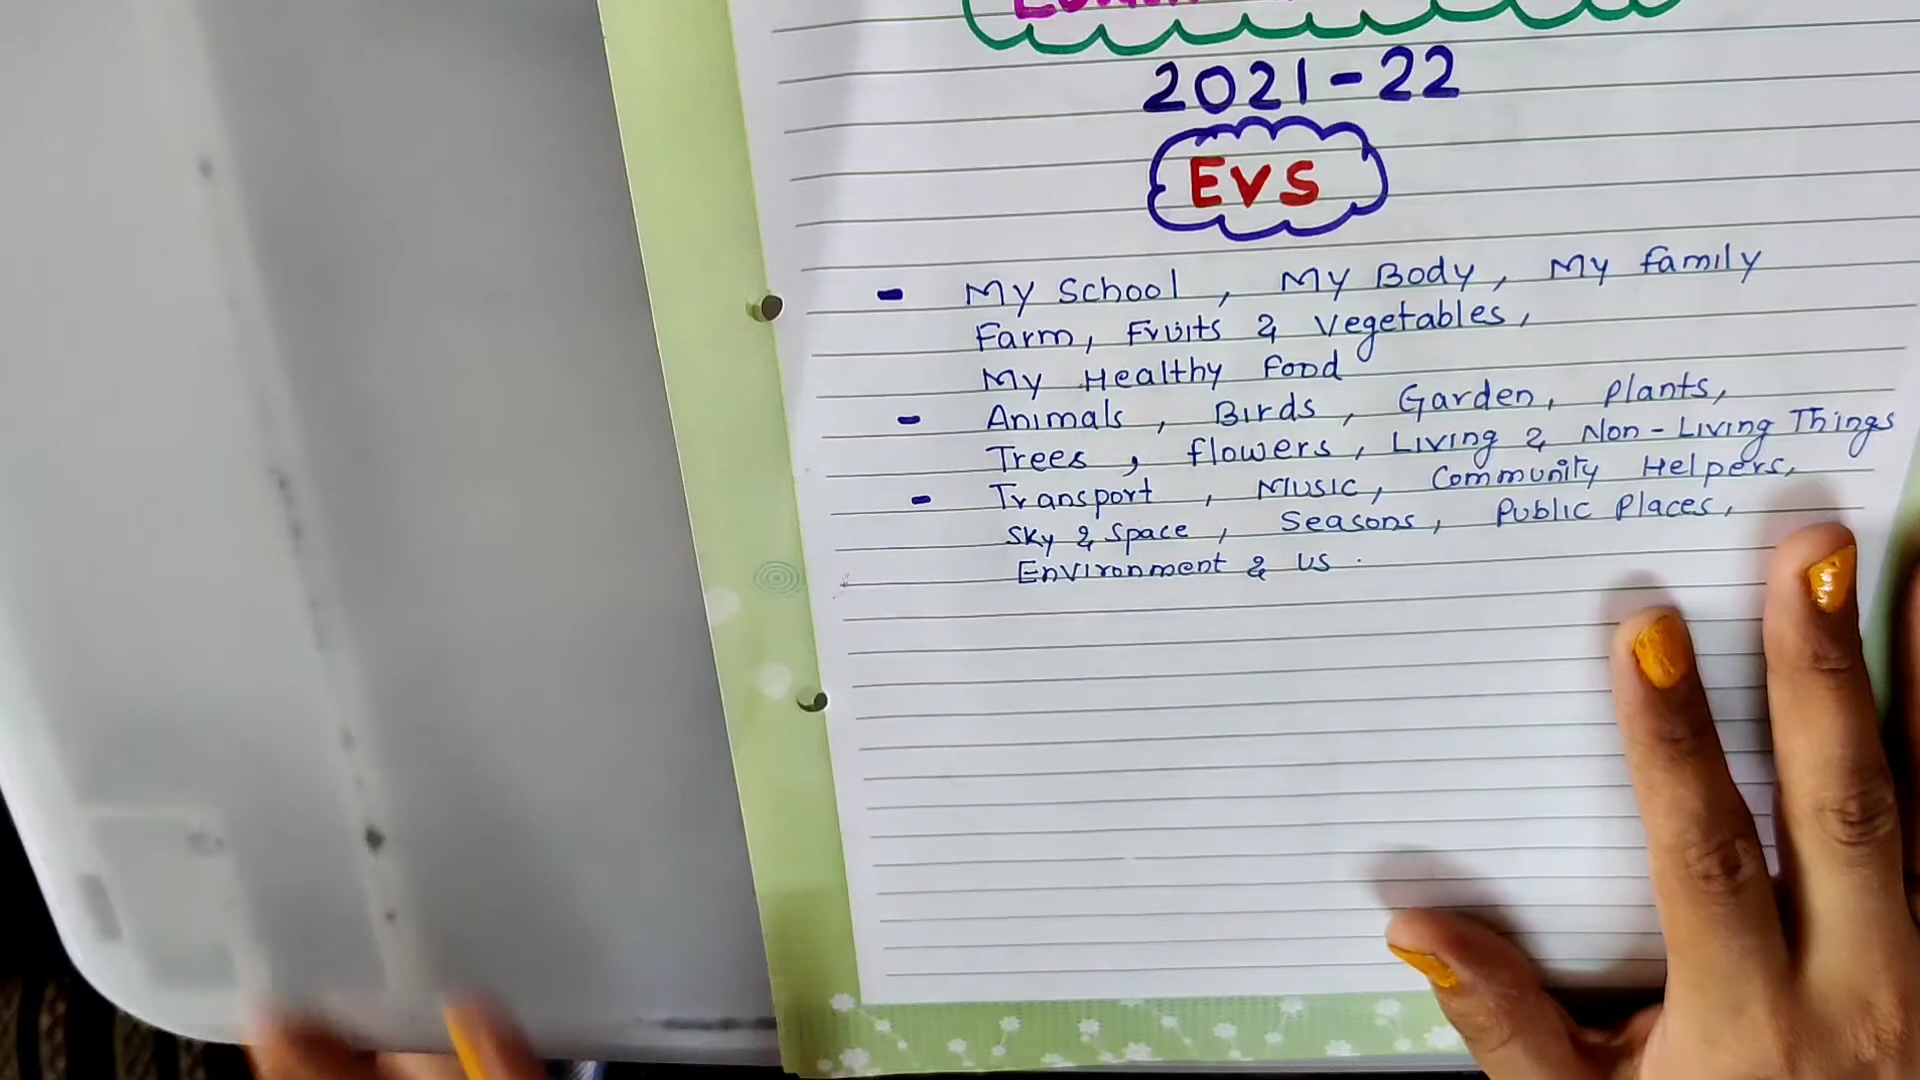 2021-22
EVS
- My School, My Body, My family
Farm, Fruits & Vegetables,
My Healthy Food
- Animals, Birds, Garden, Plants,
Trees, flowers, Living & Non-Living Things
- Transport, Music, Community Helpers,
Sky & Space, Seasons, Public Places,
Environment & us.